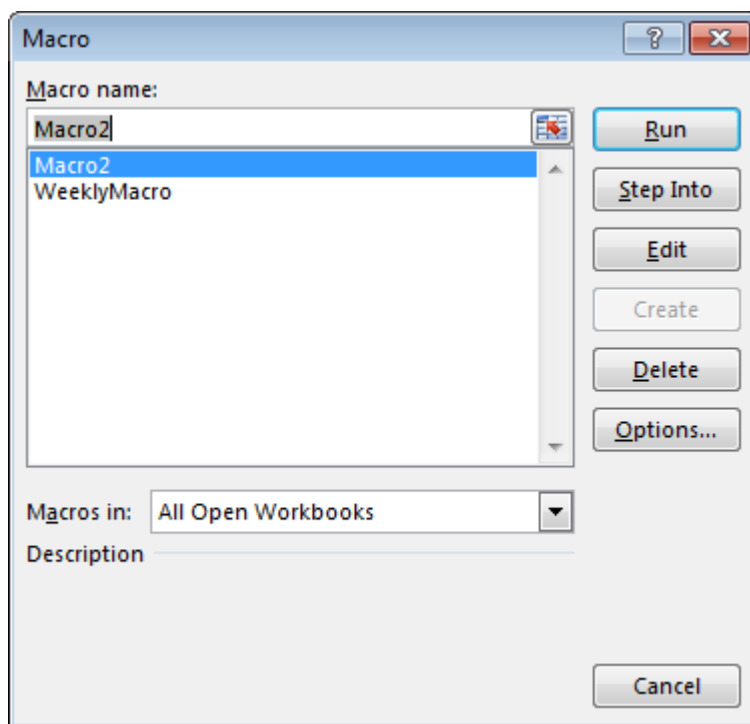 Macro
Macro name:
Macro2
Run
Macro2
WeeklyMacro
Step Into
Edit
Create
Delete
Options...
Macros in:
All Open Workbooks
Description
Cancel